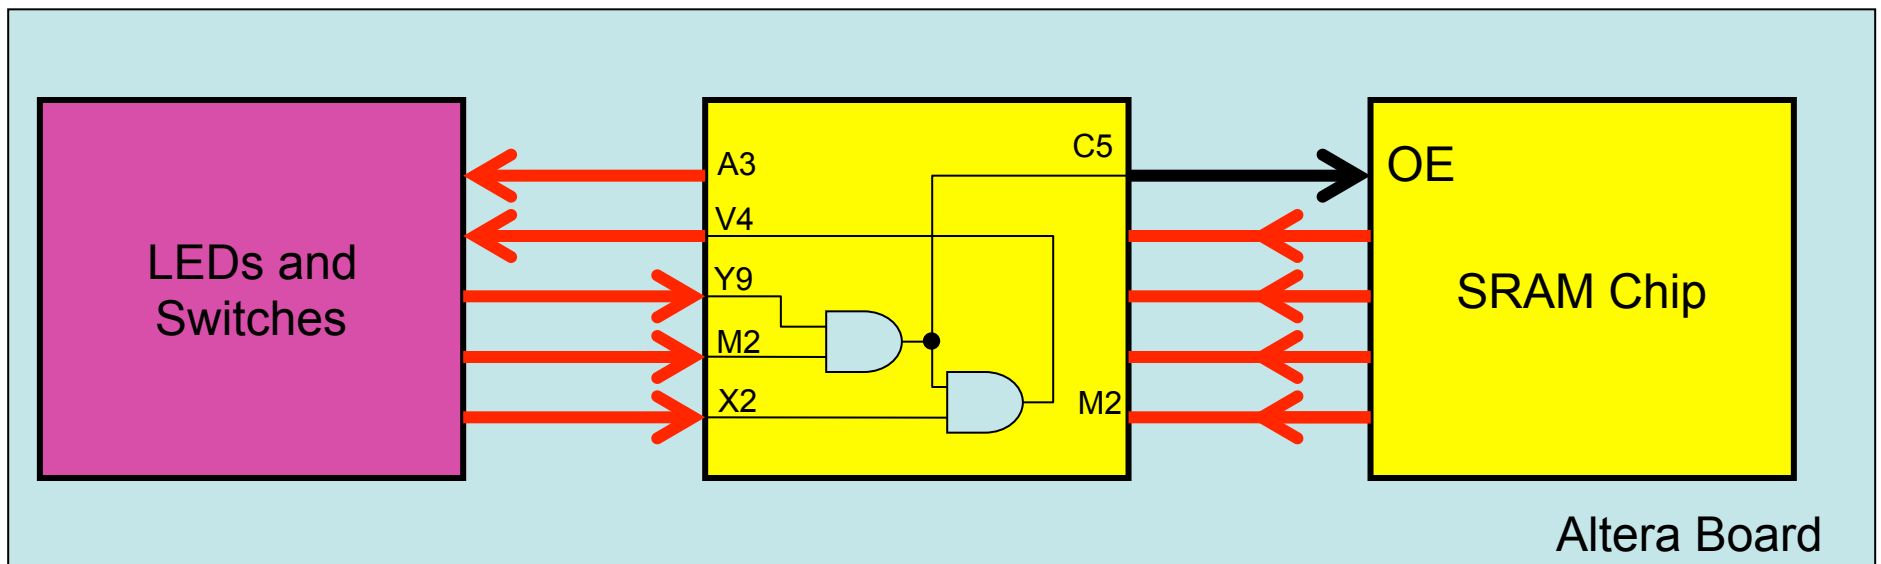 LEDs and
Switches
A3
V4
Y9
M2
X2
C5
M2
OE
SRAM Chip
Altera Board